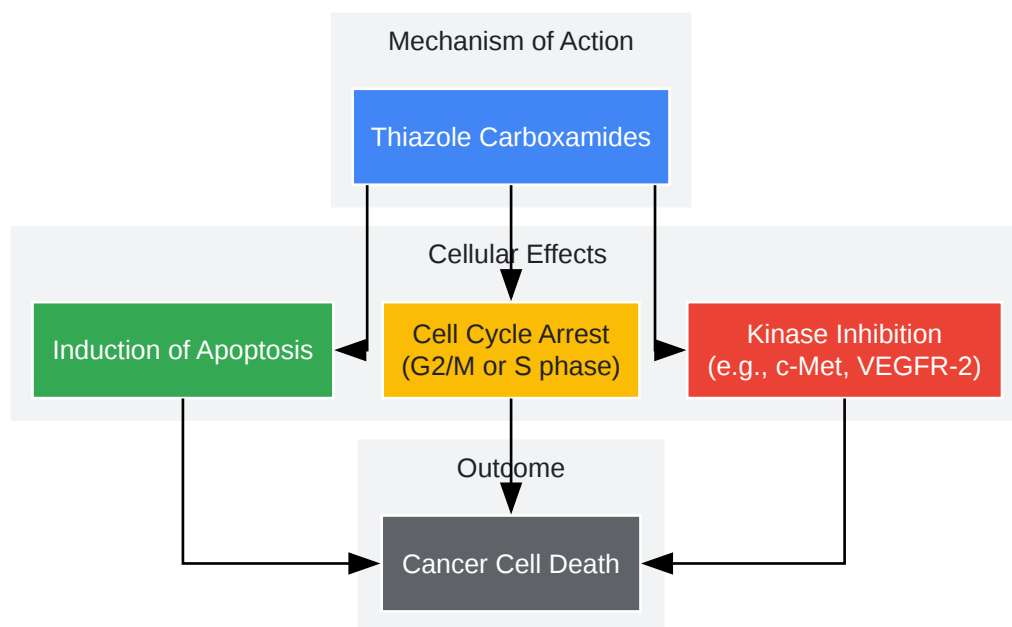 Mechanism of Action
Thiazole Carboxamides
Cellular Effects
Induction of Apoptosis
Cell Cycle Arrest
(G2/M or S phase)
Kinase Inhibition
(e.g., c-Met, VEGFR-2)
Outcome
Cancer Cell Death